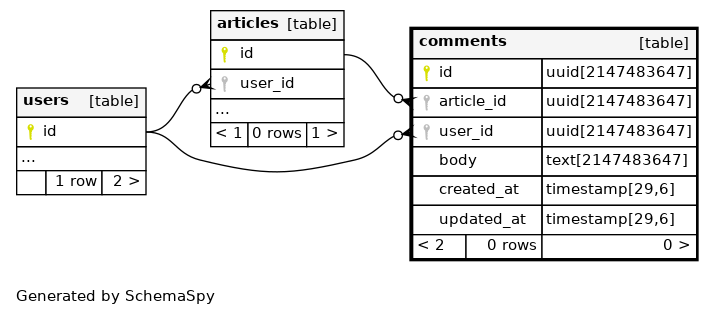 users [table]
id
...
1 row 2 >
articles [table]
id
user_id
...
< 1 0 rows 1 >
comments [table]
id uuid[2147483647]
article_id uuid[2147483647]
user_id uuid[2147483647]
body text[2147483647]
created_at timestamp[29,6]
updated_at timestamp[29,6]
< 2 0 rows 0 >
Generated by SchemaSpy